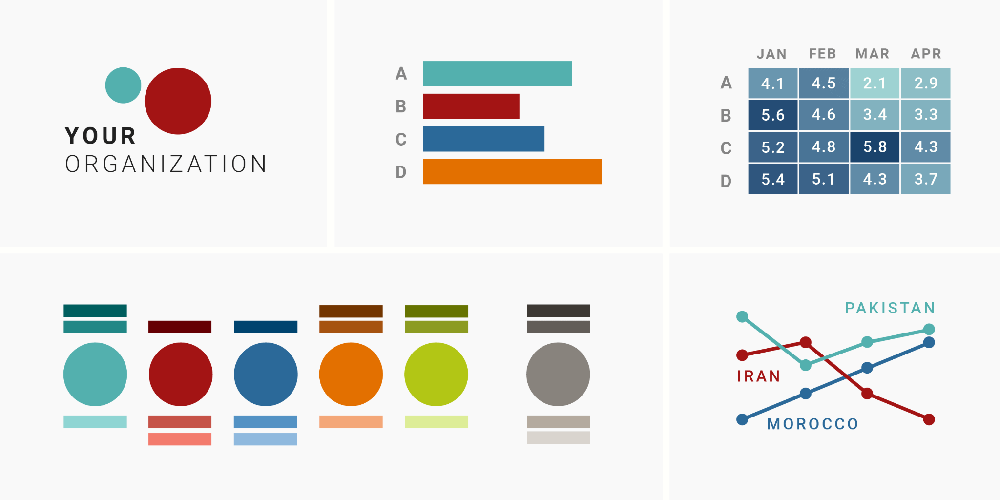 YOUR
ORGANIZATION
A
B
C
D
JAN FEB MAR APR
A 4.1 4.5 2.1 2.9
B 5.6 4.6 3.4 3.3
C 5.2 4.8 5.8 4.3
D 5.4 5.1 4.3 3.7
PAKISTAN
IRAN
MOROCCO